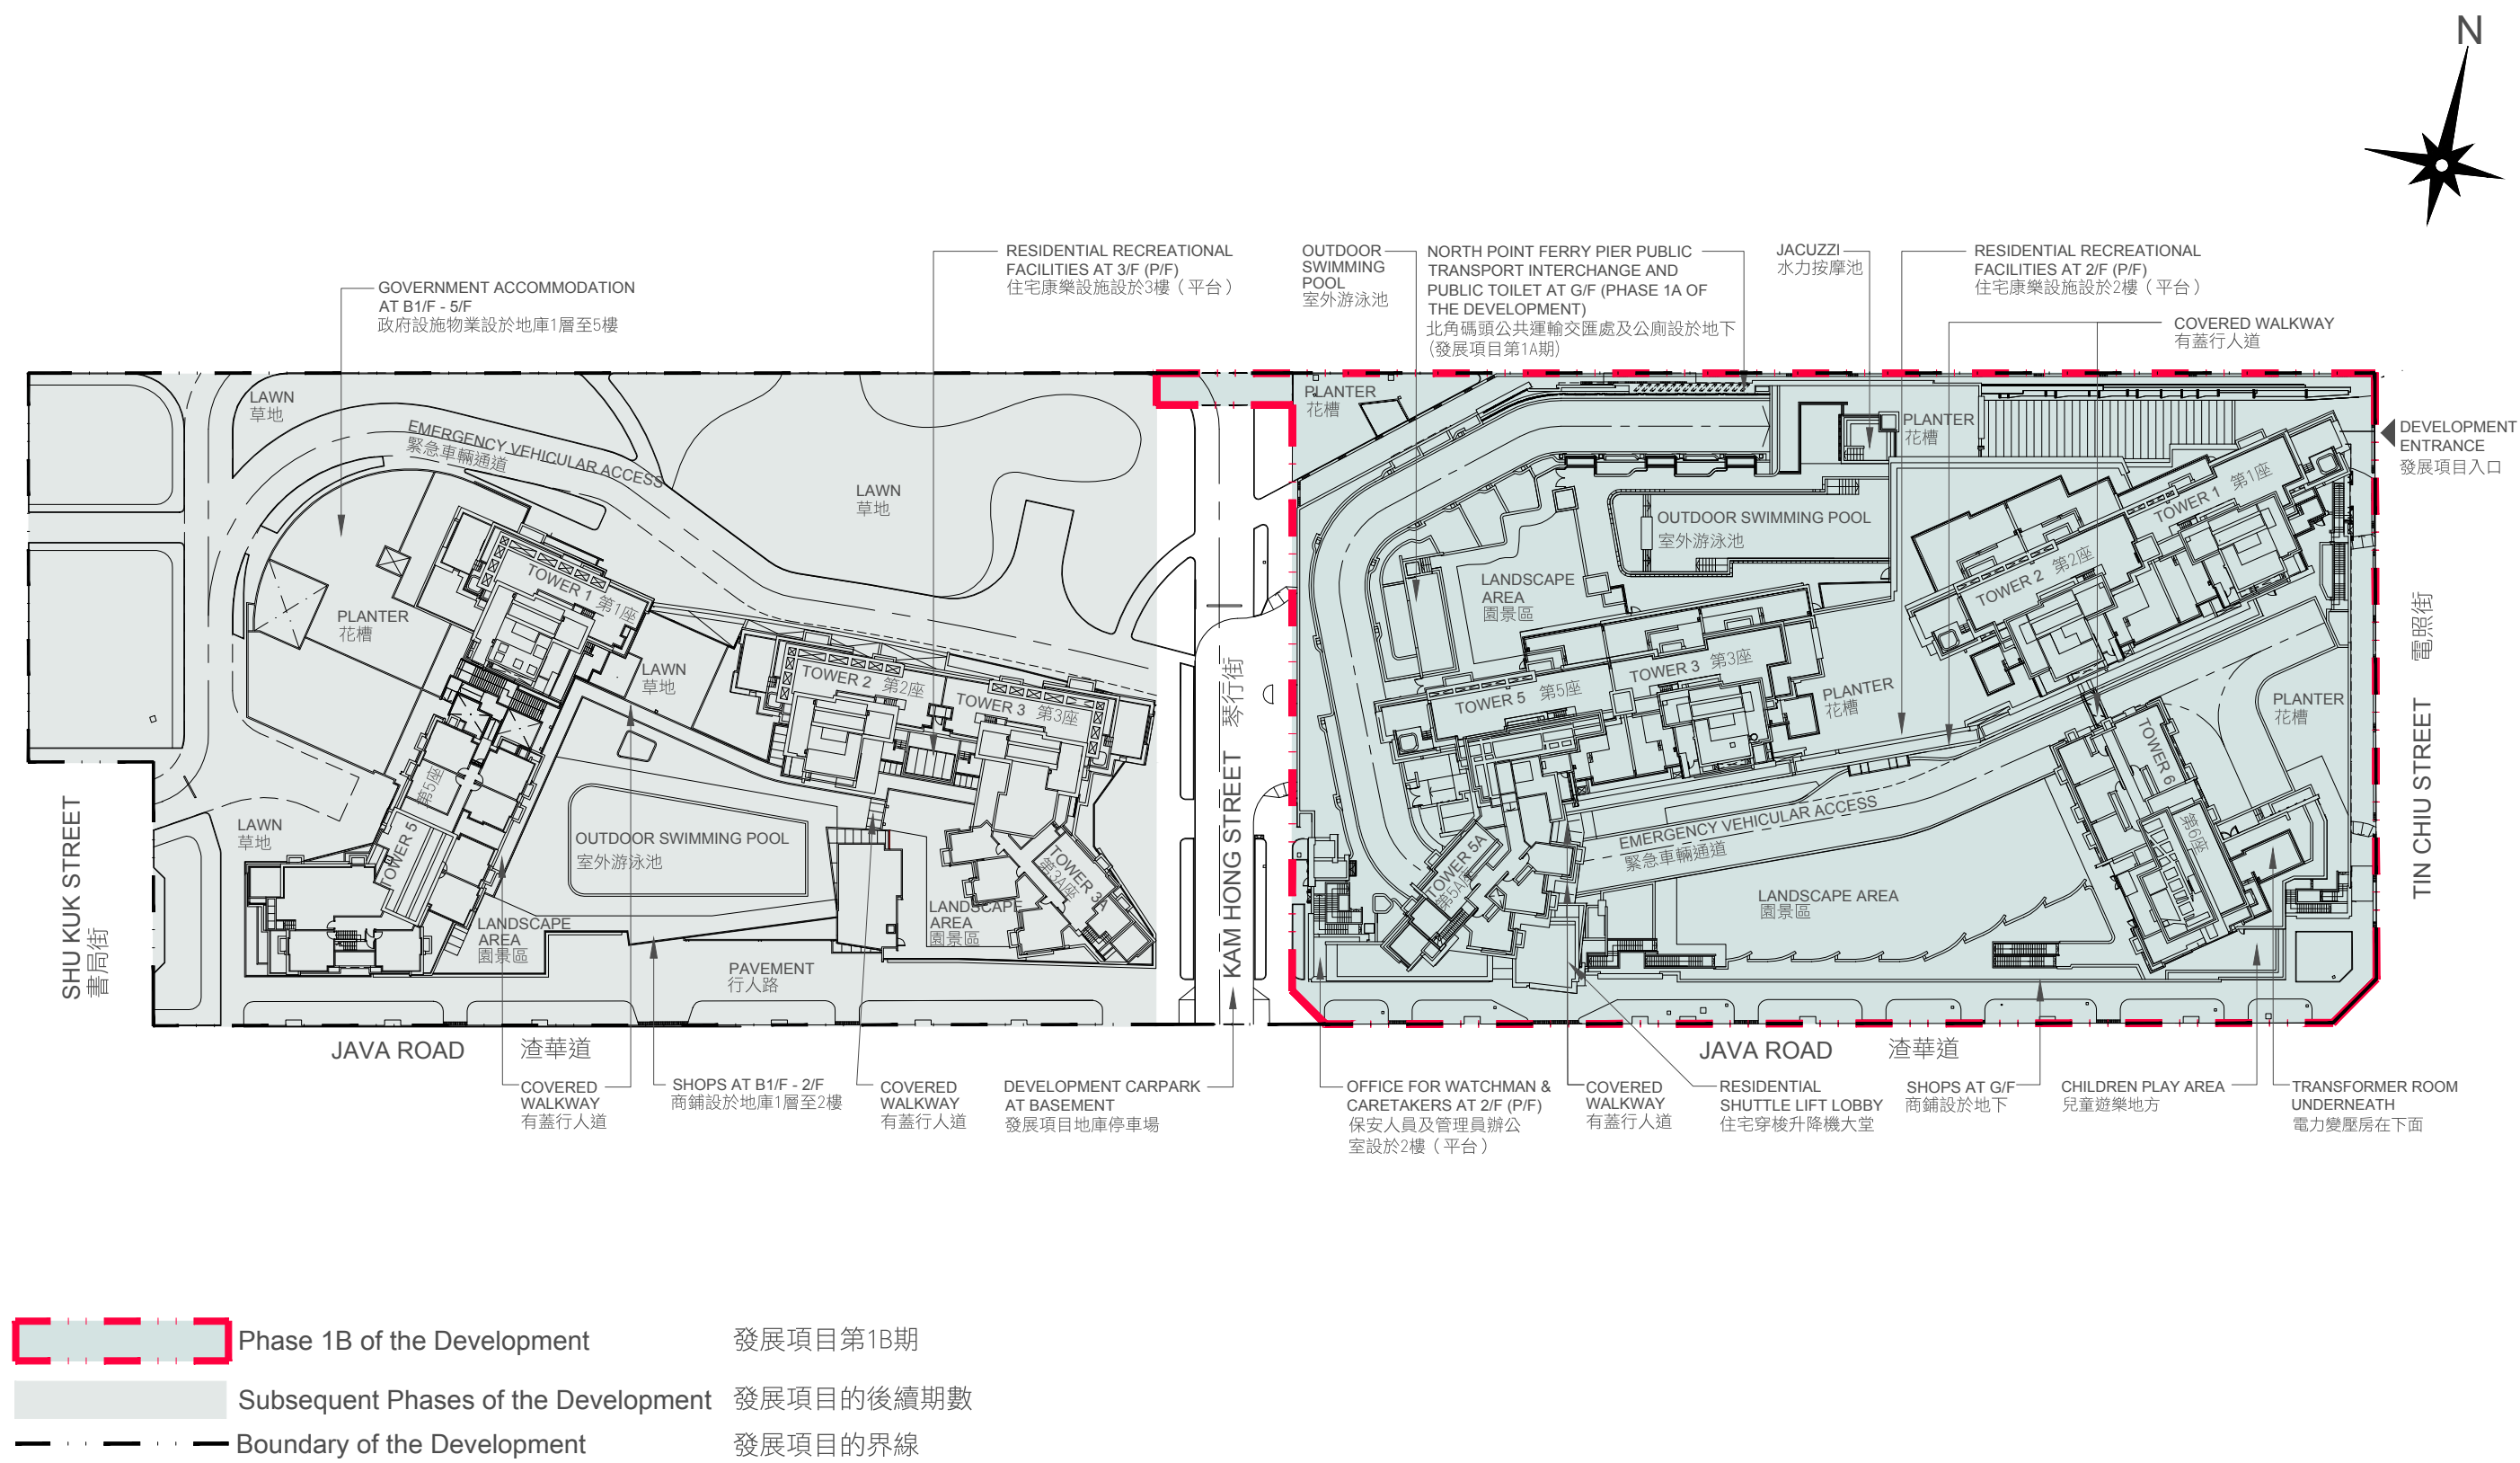 N
RESIDENTIAL RECREATIONAL
FACILITIES AT 3/F (P/F)
住宅康樂設施設於3樓（平台）
OUTDOOR
SWIMMING
POOL
室外游泳池
NORTH POINT FERRY PIER PUBLIC
TRANSPORT INTERCHANGE AND
PUBLIC TOILET AT G/F (PHASE 1A OF
THE DEVELOPMENT)
北角碼頭公共運輸交匯處及公廁設於地下
(發展項目第1A期)
JACUZZI
水力按摩池
RESIDENTIAL RECREATIONAL
FACILITIES AT 2/F (P/F)
住宅康樂設施設於2樓（平台）
GOVERNMENT ACCOMMODATION
AT B1/F - 5/F
政府設施物業設於地庫1層至5樓
COVERED WALKWAY
有蓋行人道
LAWN
草地
EMERGENCY VEHICULAR ACCESS
緊急車輛通道
LAWN
草地
PLANTER
花槽
TOWER 1 第1座
LAWN
草地
TOWER 2 第2座
TOWER 3 第3座
TOWER 5
第5座
LAWN
草地
OUTDOOR SWIMMING POOL
室外游泳池
TOWER 3A
第3A座
LANDSCAPE
AREA
園景區
LANDSCAPE
AREA
園景區
PAVEMENT
行人路
SHU KUK STREET
書局街
KAM HONG STREET 琴行街
PLANTER
花槽
PLANTER
花槽
DEVELOPMENT
ENTRANCE
發展項目入口
OUTDOOR SWIMMING POOL
室外游泳池
TOWER 1 第1座
TOWER 2 第2座
LANDSCAPE
AREA
園景區
TOWER 3 第3座
TOWER 5 第5座
PLANTER
花槽
PLANTER
花槽
TOWER 6
第6座
EMERGENCY VEHICULAR ACCESS
緊急車輛通道
TOWER 5A
第5A座
LANDSCAPE AREA
園景區
TIN CHIU STREET 電照街
JAVA ROAD 渣華道
JAVA ROAD 渣華道
COVERED
WALKWAY
有蓋行人道
SHOPS AT B1/F - 2/F
商鋪設於地庫1層至2樓
COVERED
WALKWAY
有蓋行人道
DEVELOPMENT CARPARK
AT BASEMENT
發展項目地庫停車場
OFFICE FOR WATCHMAN &
CARETAKERS AT 2/F (P/F)
保安人員及管理員辦公
室設於2樓（平台）
COVERED
WALKWAY
有蓋行人道
RESIDENTIAL
SHUTTLE LIFT LOBBY
住宅穿梭升降機大堂
SHOPS AT G/F
商鋪設於地下
CHILDREN PLAY AREA
兒童遊樂地方
TRANSFORMER ROOM
UNDERNEATH
電力變壓房在下面
Phase 1B of the Development 發展項目第1B期
Subsequent Phases of the Development 發展項目的後續期數
Boundary of the Development 發展項目的界線